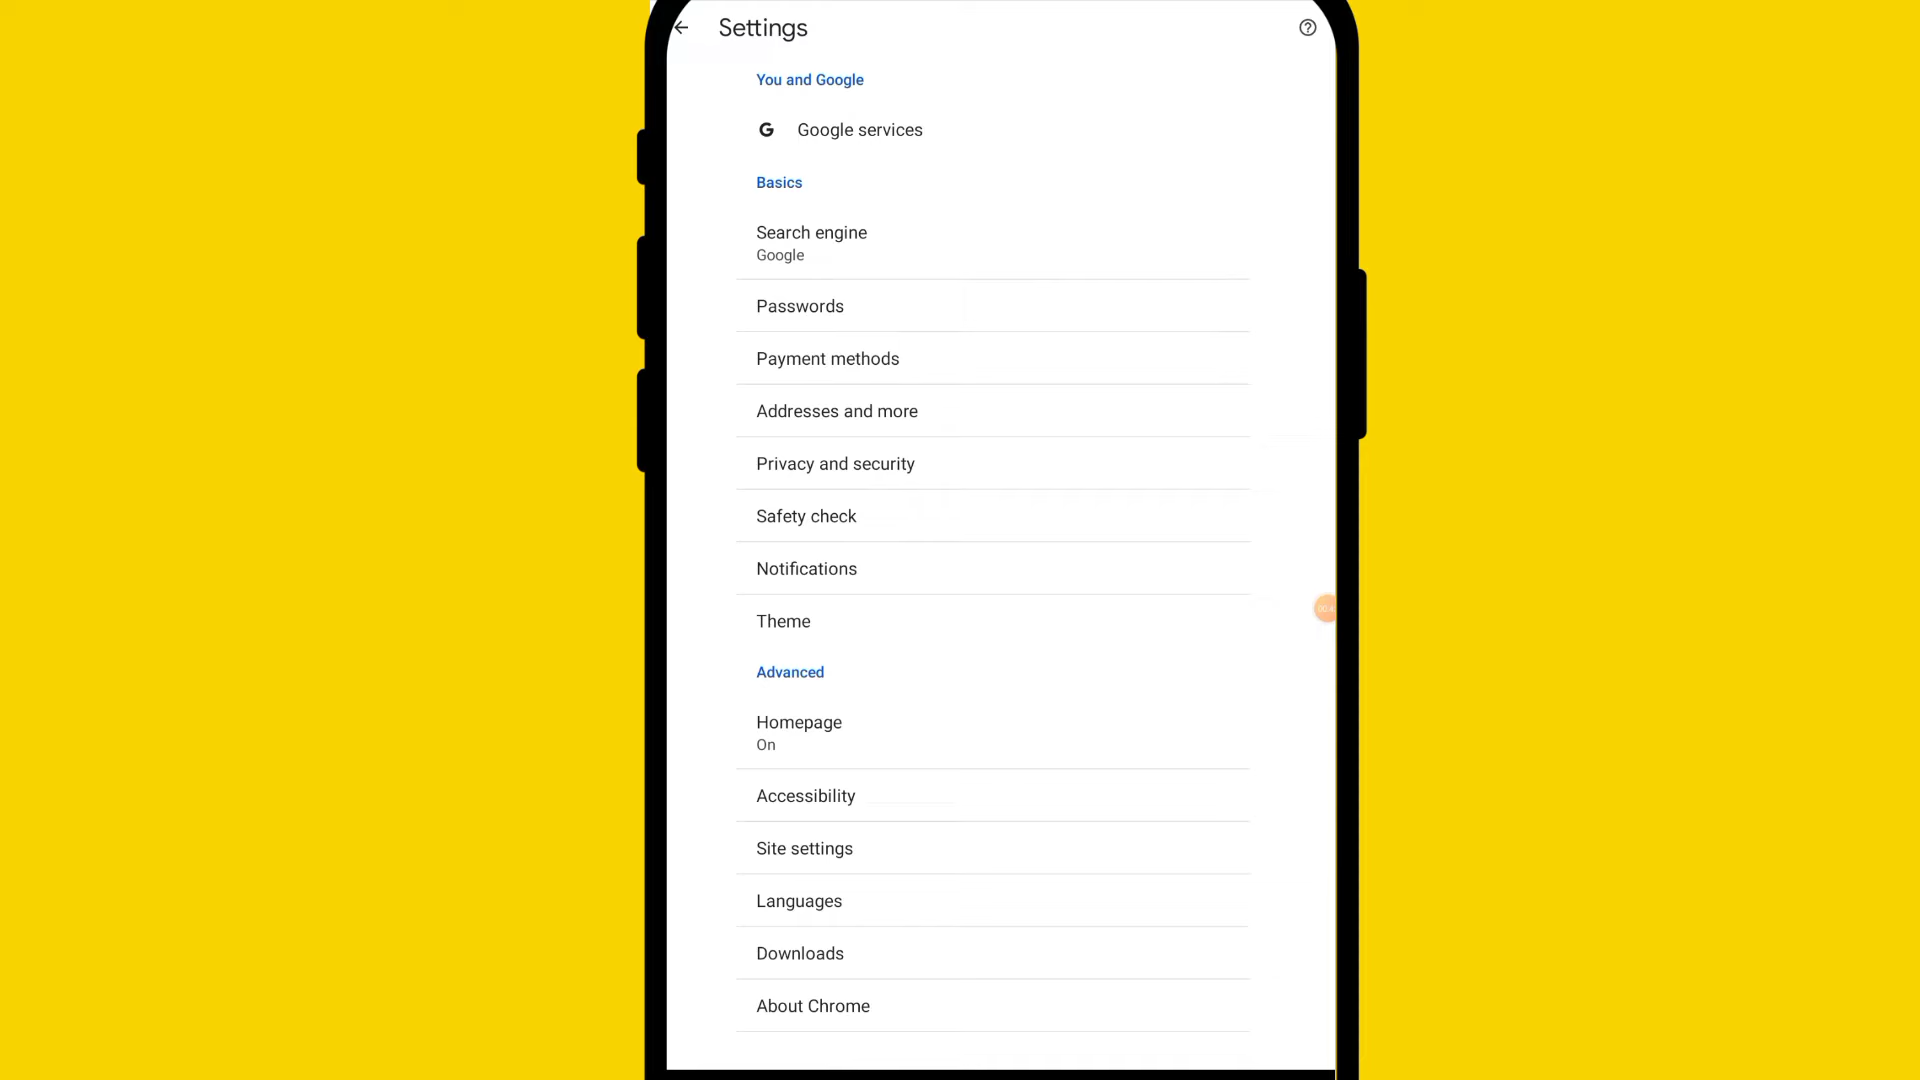 Settings
You and Google
G Google services
Basics
Search engine
Google
Passwords
Payment methods
Addresses and more
Privacy and security
Safety check
Notifications
Theme
Advanced
Homepage
On
Accessibility
Site settings
Languages
Downloads
About Chrome